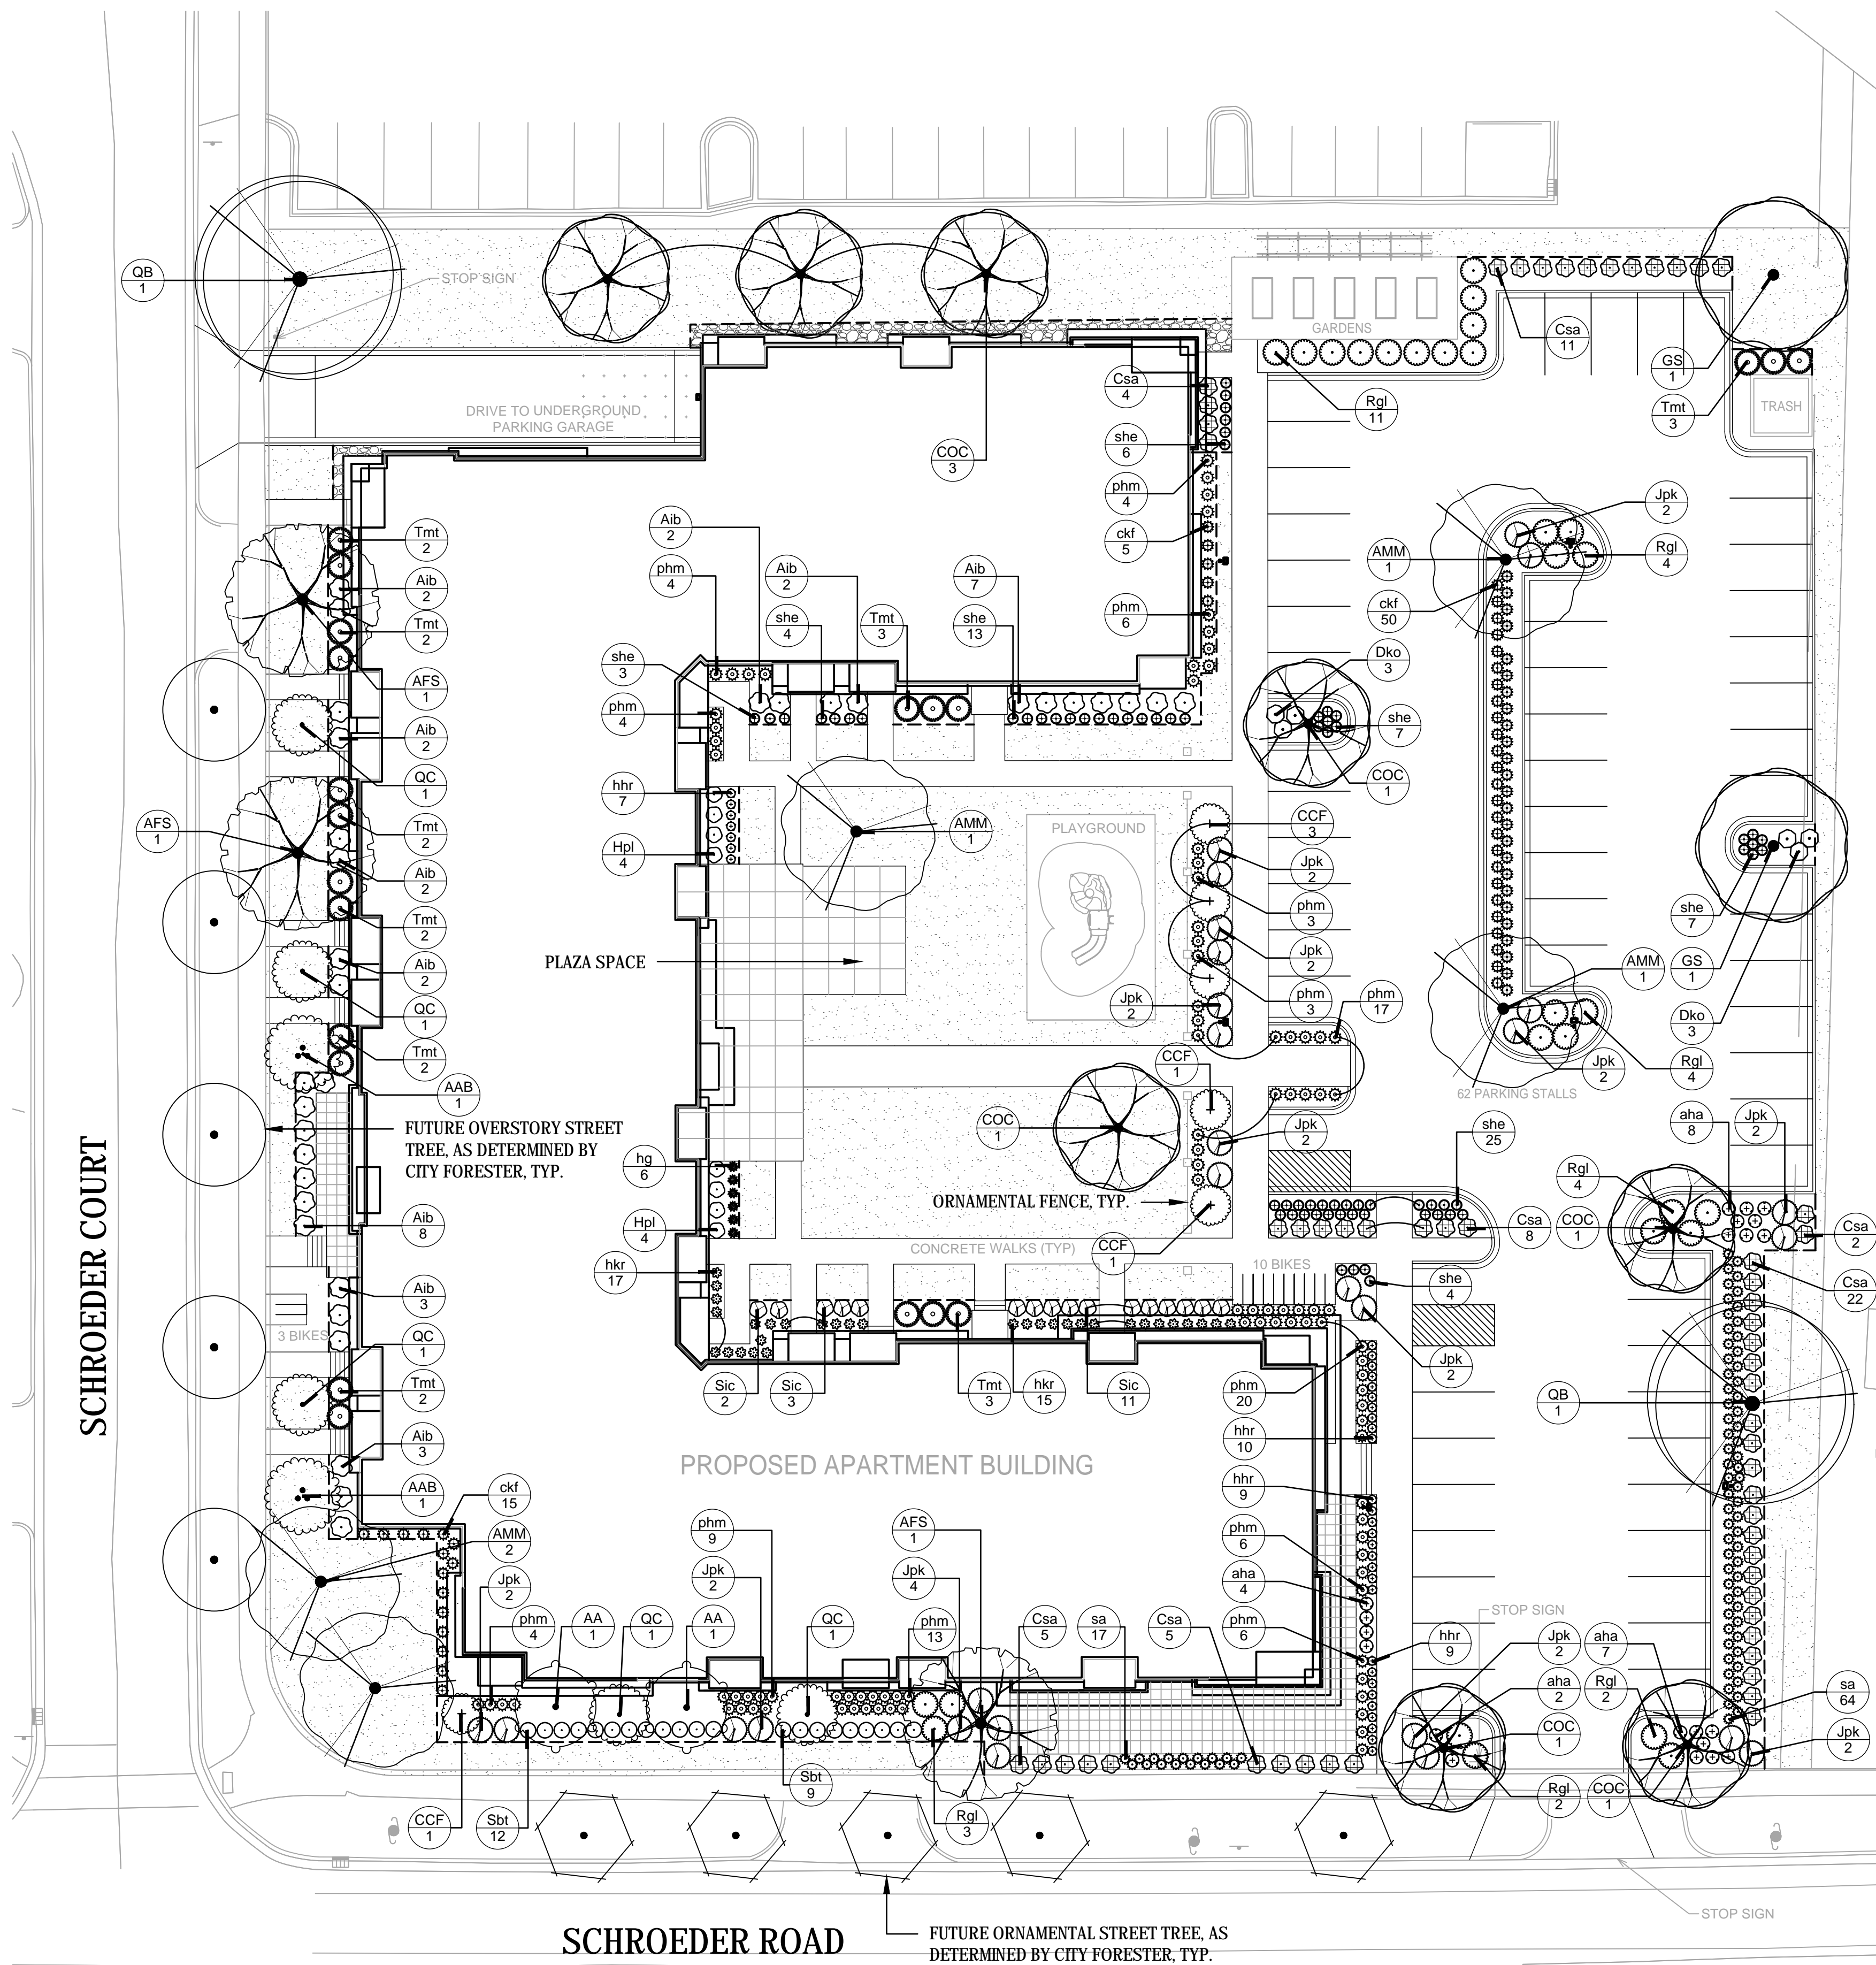 QB
1
STOP SIGN
GARDENS
Csa
11
GS
1
Rgl
11
Tmt
3
TRASH
DRIVE TO UNDERGROUND
PARKING GARAGE
Csa
4
she
6
COC
3
phm
4
ckf
5
phm
6
Jpk
2
AMM
1
Rgl
4
ckf
50
Tmt
2
Aib
2
Tmt
2
AFS
1
Aib
2
QC
1
AFS
1
Tmt
2
Aib
2
Tmt
2
Aib
2
QC
1
Tmt
2
AAB
1
Aib
2
phm
4
Aib
2
Aib
7
she
4
Tmt
3
she
13
she
3
phm
4
hhr
7
Hpl
4
AMM
1
PLAYGROUND
PLAZA SPACE
Dko
3
she
7
COC
1
CCF
3
Jpk
2
phm
3
Jpk
2
phm
3
phm
17
Jpk
2
she
7
AMM
1
GS
1
Dko
3
Jpk
2
Rgl
4
62 PARKING STALLS
CCF
1
COC
1
Jpk
2
she
25
aha
8
Jpk
2
Rgl
4
COC
1
Csa
8
Csa
2
Csa
22
FUTURE OVERSTORY STREET
TREE, AS DETERMINED BY
CITY FORESTER, TYP.
SCHROEDER COURT
hg
6
Hpl
4
hkr
17
ORNAMENTAL FENCE, TYP.
CONCRETE WALKS (TYP)
CCF
1
10 BIKES
she
4
Jpk
2
Aib
8
Aib
3
3 BIKES
QC
1
Tmt
2
Aib
3
AAB
1
Sic
2
Sic
3
Tmt
3
hkr
15
Sic
11
phm
20
hhr
10
QB
1
PROPOSED APARTMENT BUILDING
hhr
9
phm
6
aha
4
phm
6
hhr
9
ckf
15
AMM
2
Jpk
2
phm
4
AA
1
QC
1
AA
1
phm
9
Jpk
2
QC
1
AFS
1
Jpk
4
phm
13
Csa
5
sa
17
Csa
5
STOP SIGN
Jpk
2
aha
7
aha
2
Rgl
2
COC
1
sa
64
Jpk
2
Rgl
2
COC
1
CCF
1
Sbt
12
Sbt
9
Rgl
3
STOP SIGN
SCHROEDER ROAD
FUTURE ORNAMENTAL STREET TREE, AS
DETERMINED BY CITY FORESTER, TYP.